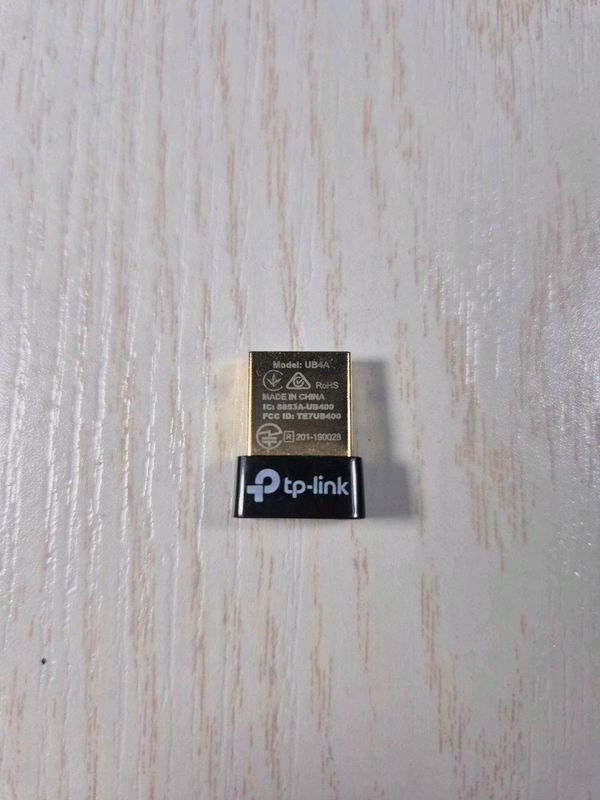 Model: UB4A
RoHS
MADE IN CHINA
IC: 8853A-UB400
FCC ID: TE7UB400
R 201-190028
tp-link